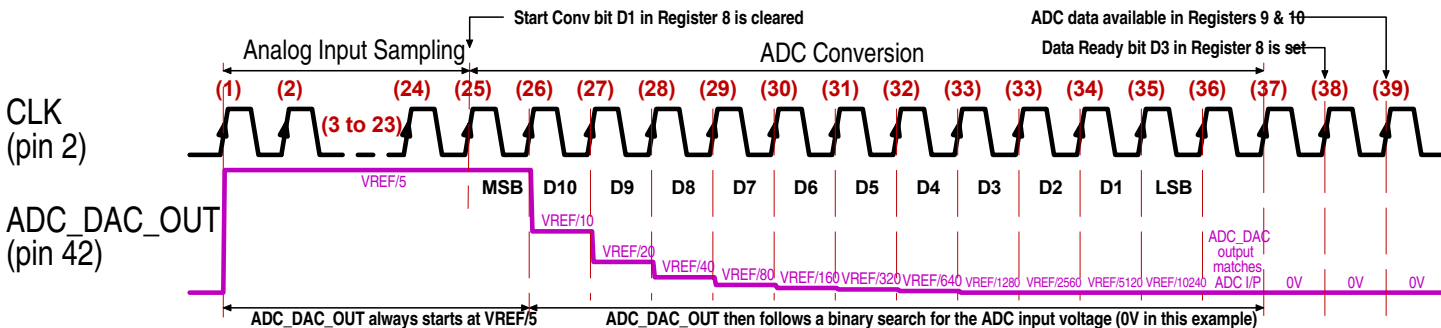 Start Conv bit D1 in Register 8 is cleared
ADC data available in Registers 9 & 10
Data Ready bit D3 in Register 8 is set
Analog Input Sampling
ADC Conversion
(1) (2) (24) (25) (26) (27) (28) (29) (30) (31) (32) (33) (33) (34) (35) (36) (37) (38) (39)
CLK
(pin 2)
(3 to 23)
VREF/5
MSB D10 D9 D8 D7 D6 D5 D4 D3 D2 D1 LSB
ADC_DAC_OUT
(pin 42)
VREF/10
VREF/20
VREF/40
VREF/80
VREF/160
VREF/320
VREF/640
VREF/1280
VREF/2560
VREF/5120
VREF/10240
ADC_DAC
output
matches
ADC I/P
0V 0V 0V
ADC_DAC_OUT always starts at VREF/5
ADC_DAC_OUT then follows a binary search for the ADC input voltage (0V in this example)